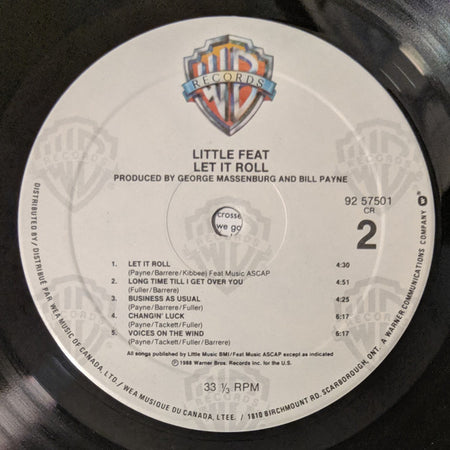 WB
RECORDS
LITTLE FEAT
LET IT ROLL
PRODUCED BY GEORGE MASSENBURG AND BILL PAYNE
92 57501
CR
2
crosse
we go
1. LET IT ROLL 4:30
(Payne/Barrere/Kibbee) Feat Music ASCAP
2. LONG TIME TILL I GET OVER YOU 4:51
(Fuller/Barrere)
3. BUSINESS AS USUAL 4:25
(Payne/Barrere/Fuller)
4. CHANGIN' LUCK 6:17
(Payne/Tackett/Fuller)
5. VOICES ON THE WIND 6:17
(Payne/Tackett/Fuller/Barrere)
All songs published by Little Music BMI/Feat Music ASCAP except as indicated
℗ 1988 Warner Bros. Records Inc. for the U.S.
33 ⅓ RPM
DISTRIBUTED BY/DISTRIBUÉ PAR WEA MUSIC OF CANADA, LTD./WEA MUSIQUE DU CANADA, LTEE. / 1810 BIRCHMOUNT RD. SCARBOROUGH, ONT. A WARNER COMMUNICATIONS COMPANY